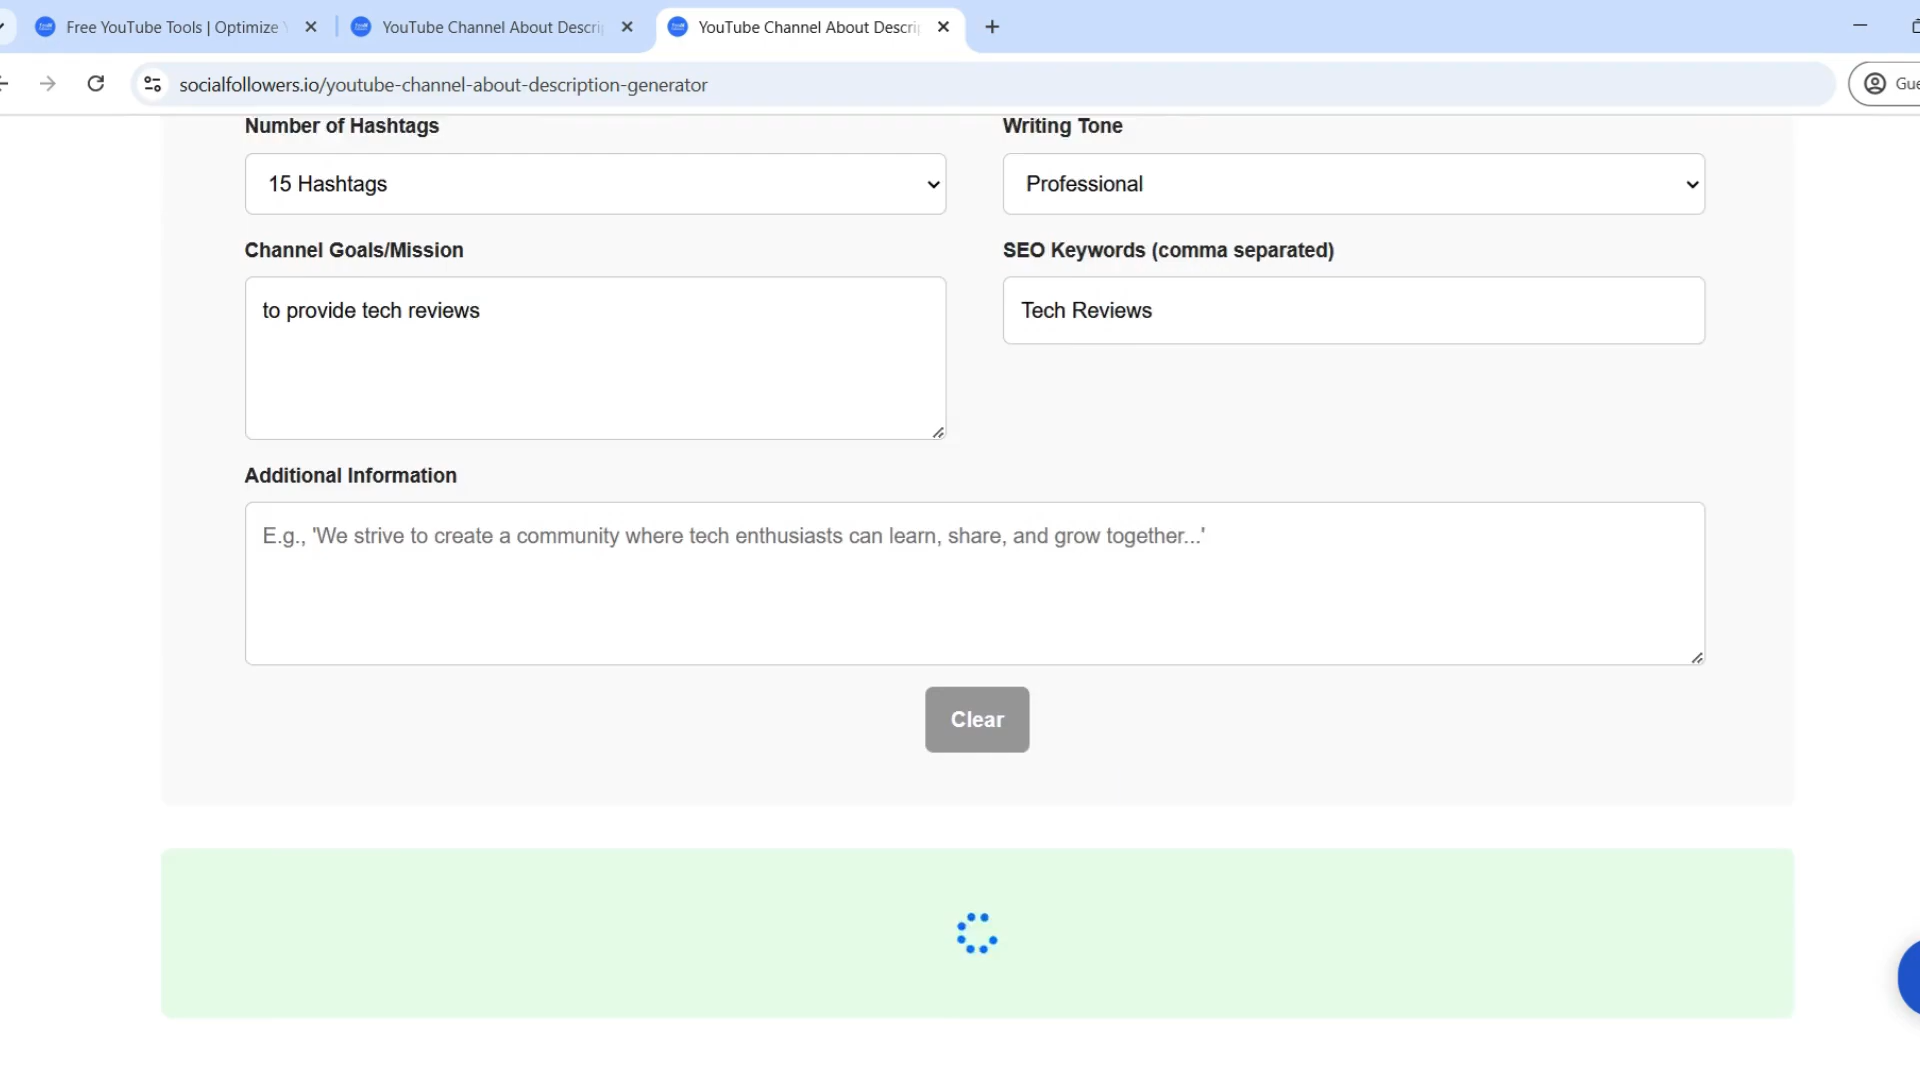 Free YouTube Tools | Optimize
YouTube Channel About Descri
YouTube Channel About Descri
socialfollowers.io/youtube-channel-about-description-generator
Gue
Number of Hashtags
Writing Tone
15 Hashtags
Professional
Channel Goals/Mission
SEO Keywords (comma separated)
to provide tech reviews
Tech Reviews
Additional Information
E.g., 'We strive to create a community where tech enthusiasts can learn, share, and grow together...'
Clear